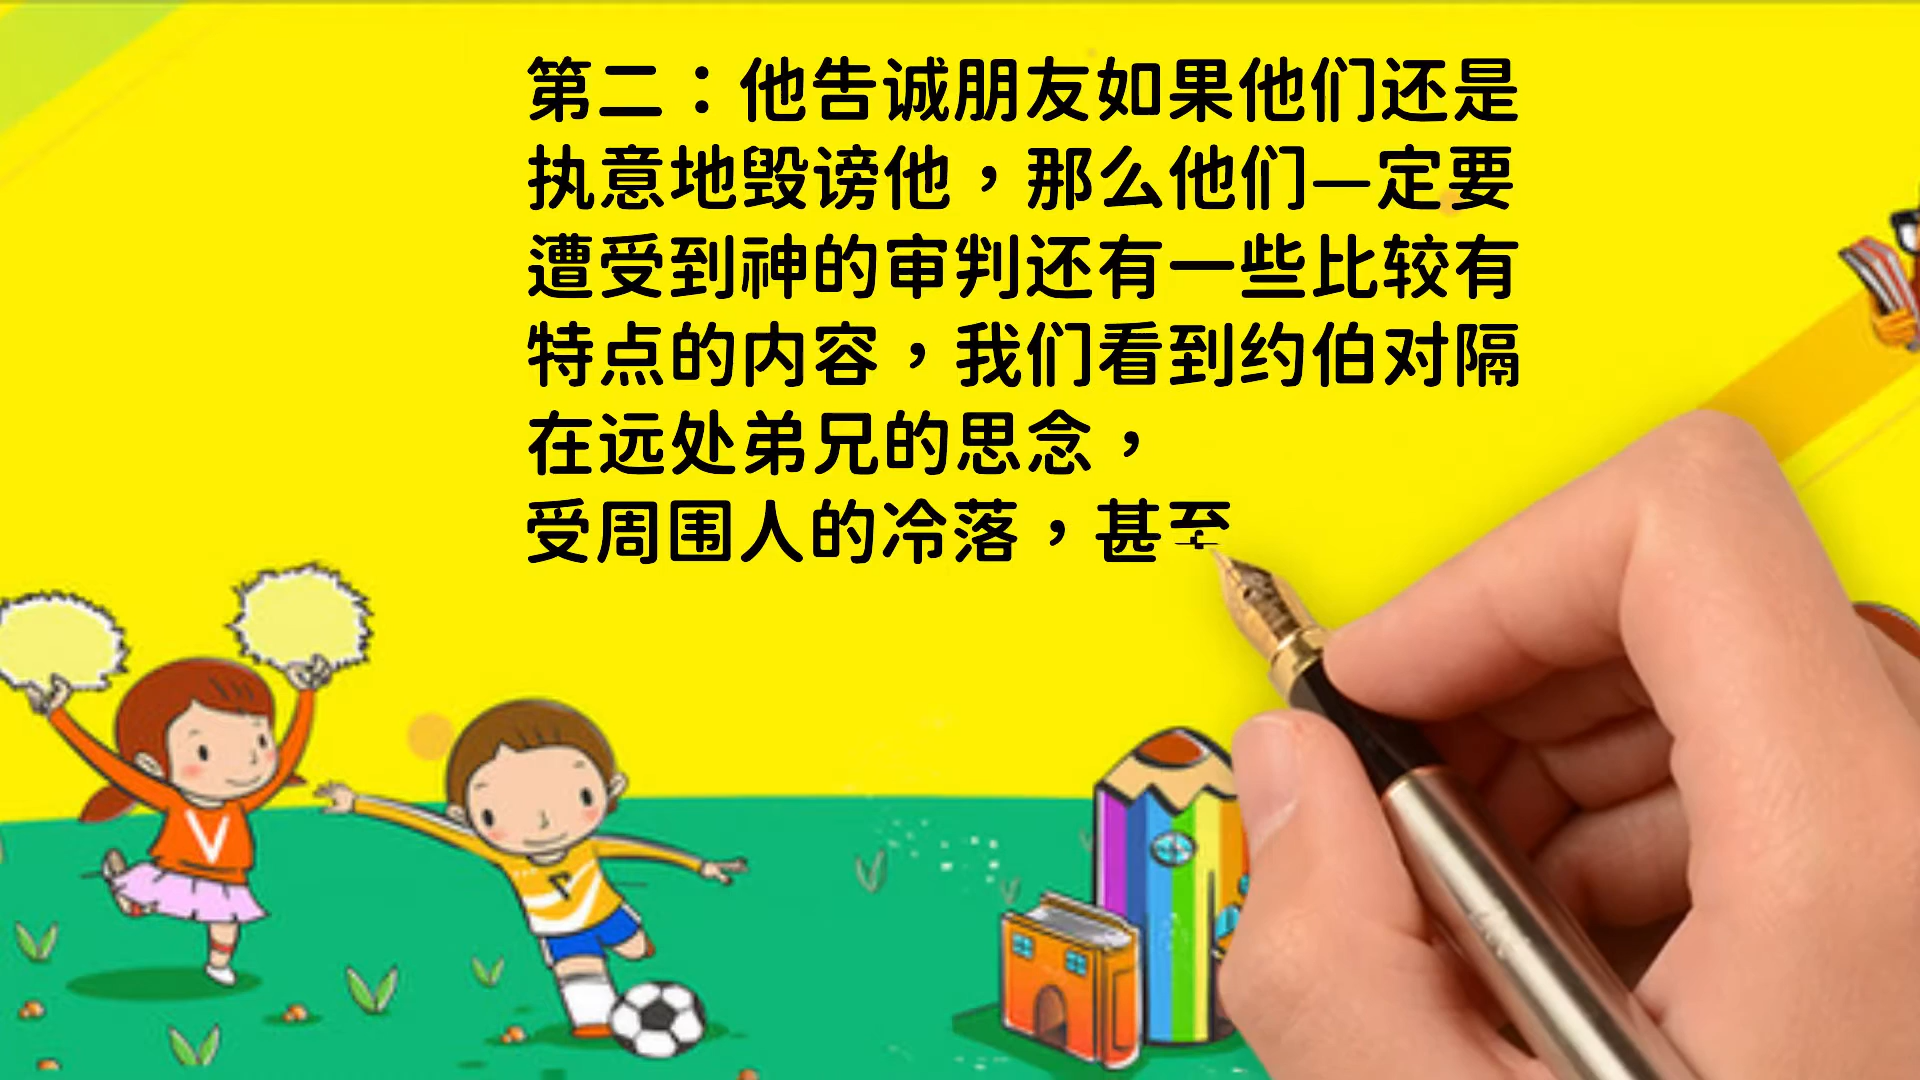 第二：他告诫朋友如果他们还是
执意地毁谤他，那么他们—定要
遭受到神的审判还有一些比较有
特点的内容，我们看到约伯对隔
在远处弟兄的思念，
受周围人的冷落，甚至
V
7